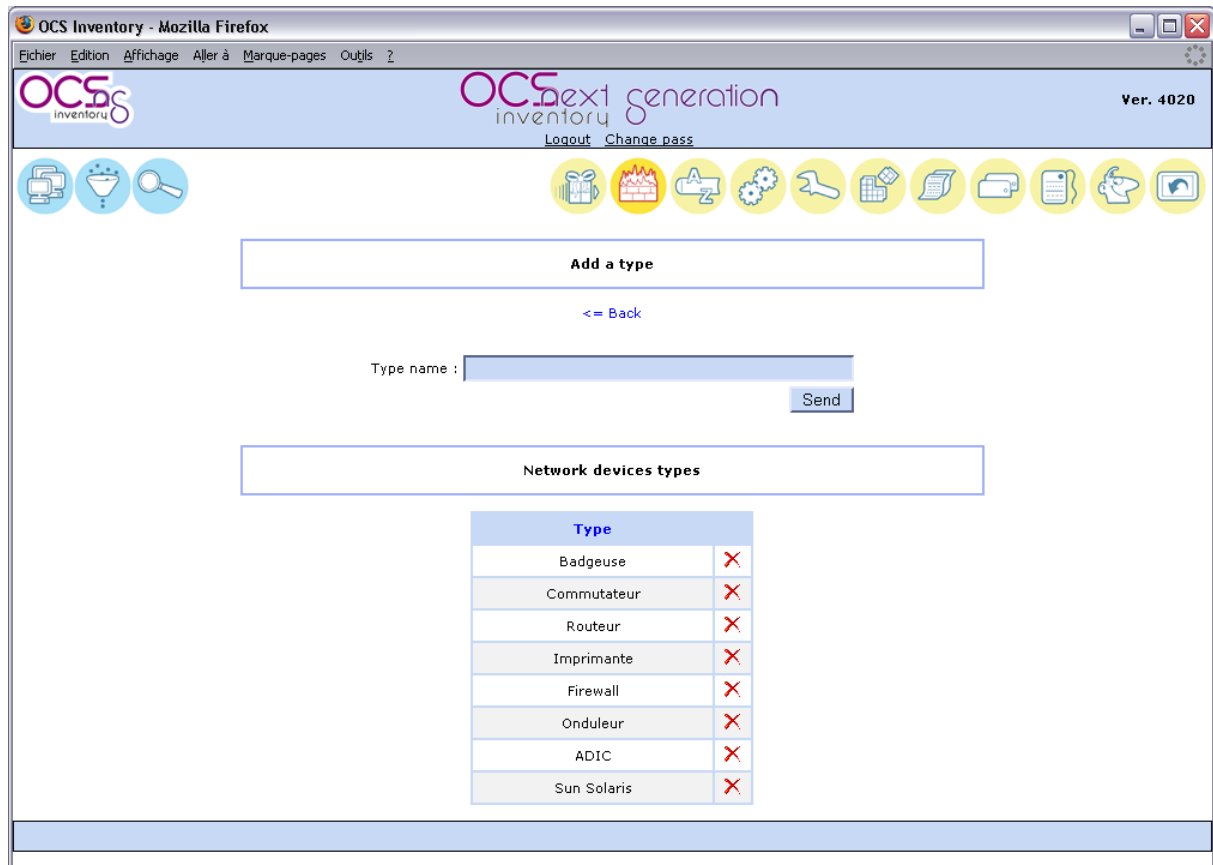 OCS Inventory - Mozilla Firefox
Fichier Edition Affichage Aller à Marque-pages Outils ?
OCS ng inventory
OCS next generation inventory
Ver. 4020
Logout Change pass
A Z
Add a type
<= Back
Type name :
Send
Network devices types
Type
Badgeuse
Commutateur
Routeur
Imprimante
Firewall
Onduleur
ADIC
Sun Solaris